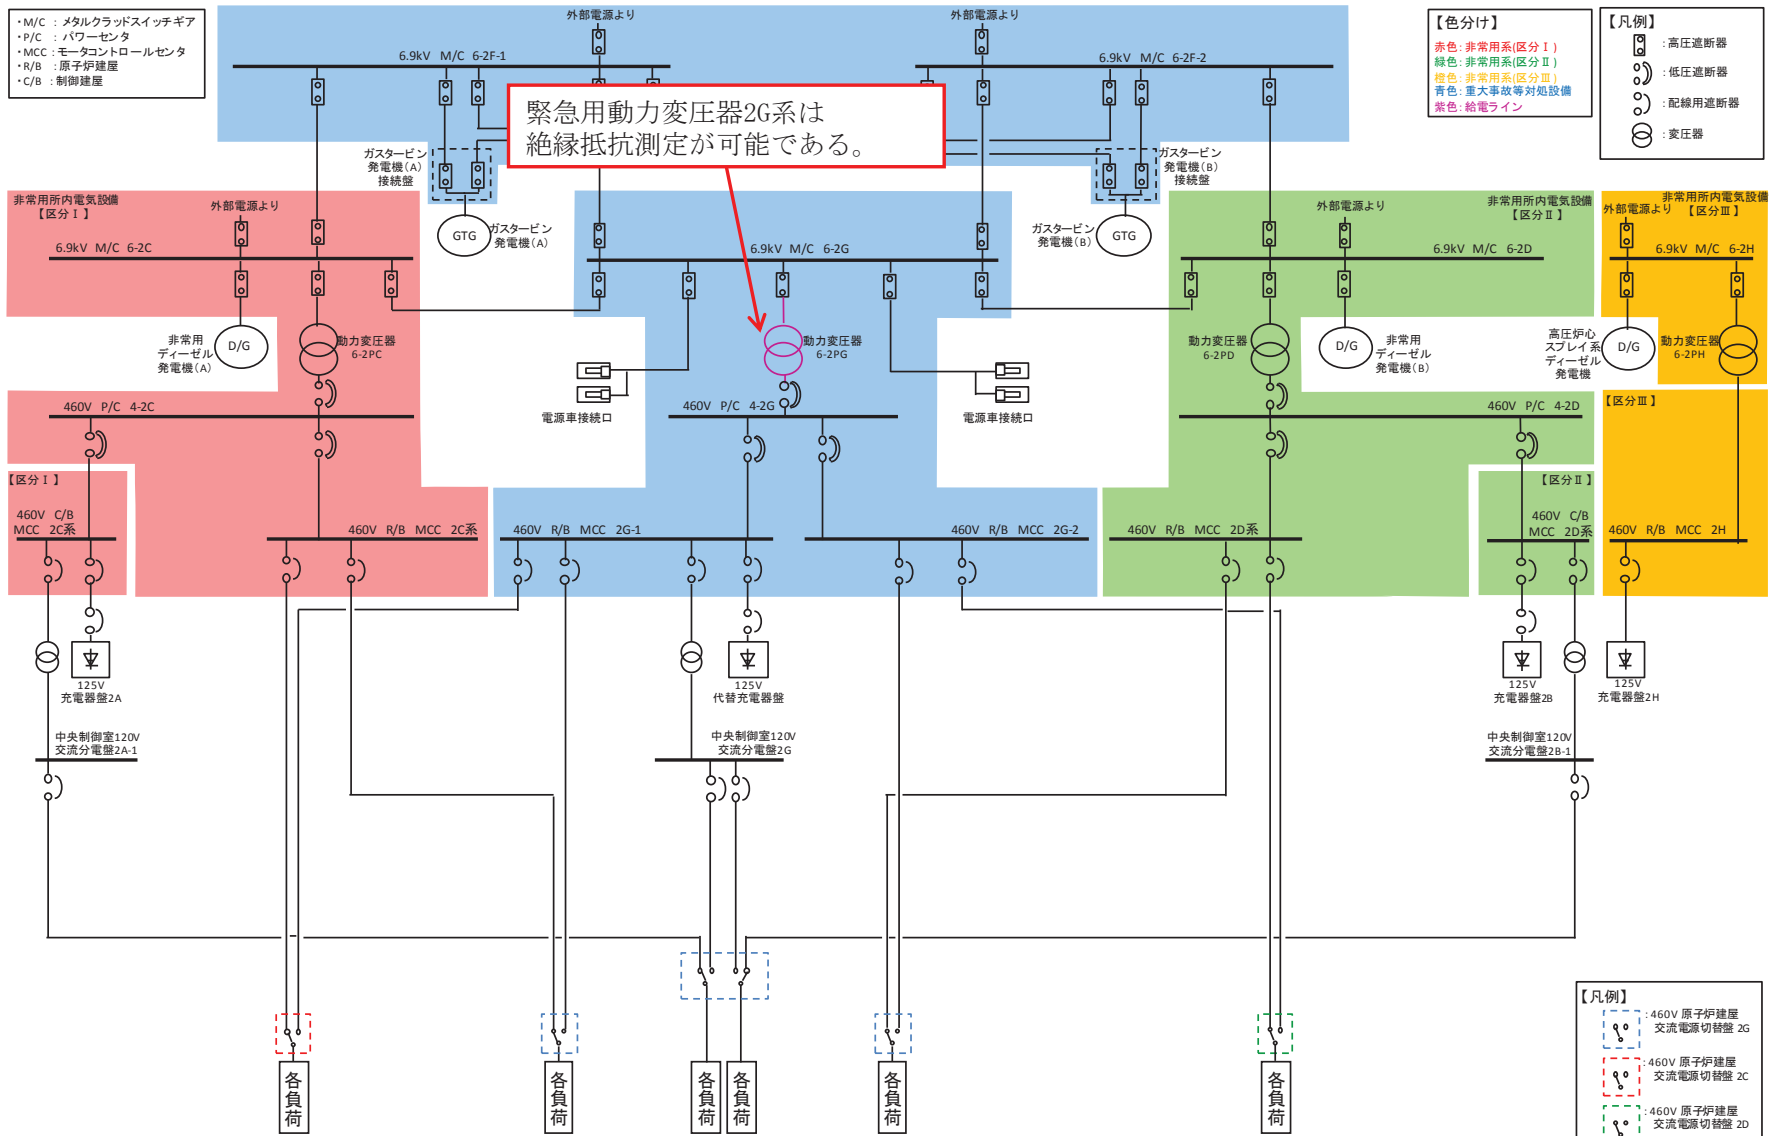 ・M/C ： メタルクラッドスイッチギア
・P/C ： パワーセンタ
・MCC ： モータコントロールセンタ
・R/B ： 原子炉建屋
・C/B ： 制御建屋
外部電源より
外部電源より
6.9kV M/C 6-2F-1
6.9kV M/C 6-2F-2
【色分け】
赤色：非常用系(区分Ⅰ)
緑色：非常用系(区分Ⅱ)
橙色：非常用系(区分Ⅲ)
青色：重大事故等対処設備
紫色：給電ライン
【凡例】
：高圧遮断器
：低圧遮断器
：配線用遮断器
：変圧器
緊急用動力変圧器2G系は
絶縁抵抗測定が可能である。
ガスタービン
発電機(A)
接続盤
ガスタービン
発電機(B)
接続盤
GTG
ガスタービン
発電機(A)
ガスタービン
発電機(B)
GTG
非常用所内電気設備
【区分Ⅰ】
外部電源より
6.9kV M/C 6-2C
6.9kV M/C 6-2G
外部電源より
非常用所内電気設備
【区分Ⅱ】
6.9kV M/C 6-2D
非常用所内電気設備
【区分Ⅲ】
外部電源より
6.9kV M/C 6-2H
非常用
ディーゼル
発電機(A)
D/G
動力変圧器
6-2PC
動力変圧器
6-2PG
動力変圧器
6-2PD
D/G
非常用
ディーゼル
発電機(B)
高圧炉心
スプレイ系
ディーゼル
発電機
D/G
動力変圧器
6-2PH
電源車接続口
電源車接続口
460V P/C 4-2C
460V P/C 4-2G
460V P/C 4-2D
【区分Ⅲ】
【区分Ⅰ】
【区分Ⅱ】
460V C/B
MCC 2C系
460V R/B MCC 2C系
460V R/B MCC 2G-1
460V R/B MCC 2G-2
460V R/B MCC 2D系
460V C/B
MCC 2D系
460V R/B MCC 2H
125V
充電器盤2A
125V
代替充電器盤
125V
充電器盤2B
125V
充電器盤2H
中央制御室120V
交流分電盤2A-1
中央制御室120V
交流分電盤2G
中央制御室120V
交流分電盤2B-1
各負荷
各負荷
各負荷
各負荷
各負荷
各負荷
【凡例】
：460V 原子炉建屋
交流電源切替盤 2G
：460V 原子炉建屋
交流電源切替盤 2C
：460V 原子炉建屋
交流電源切替盤 2D